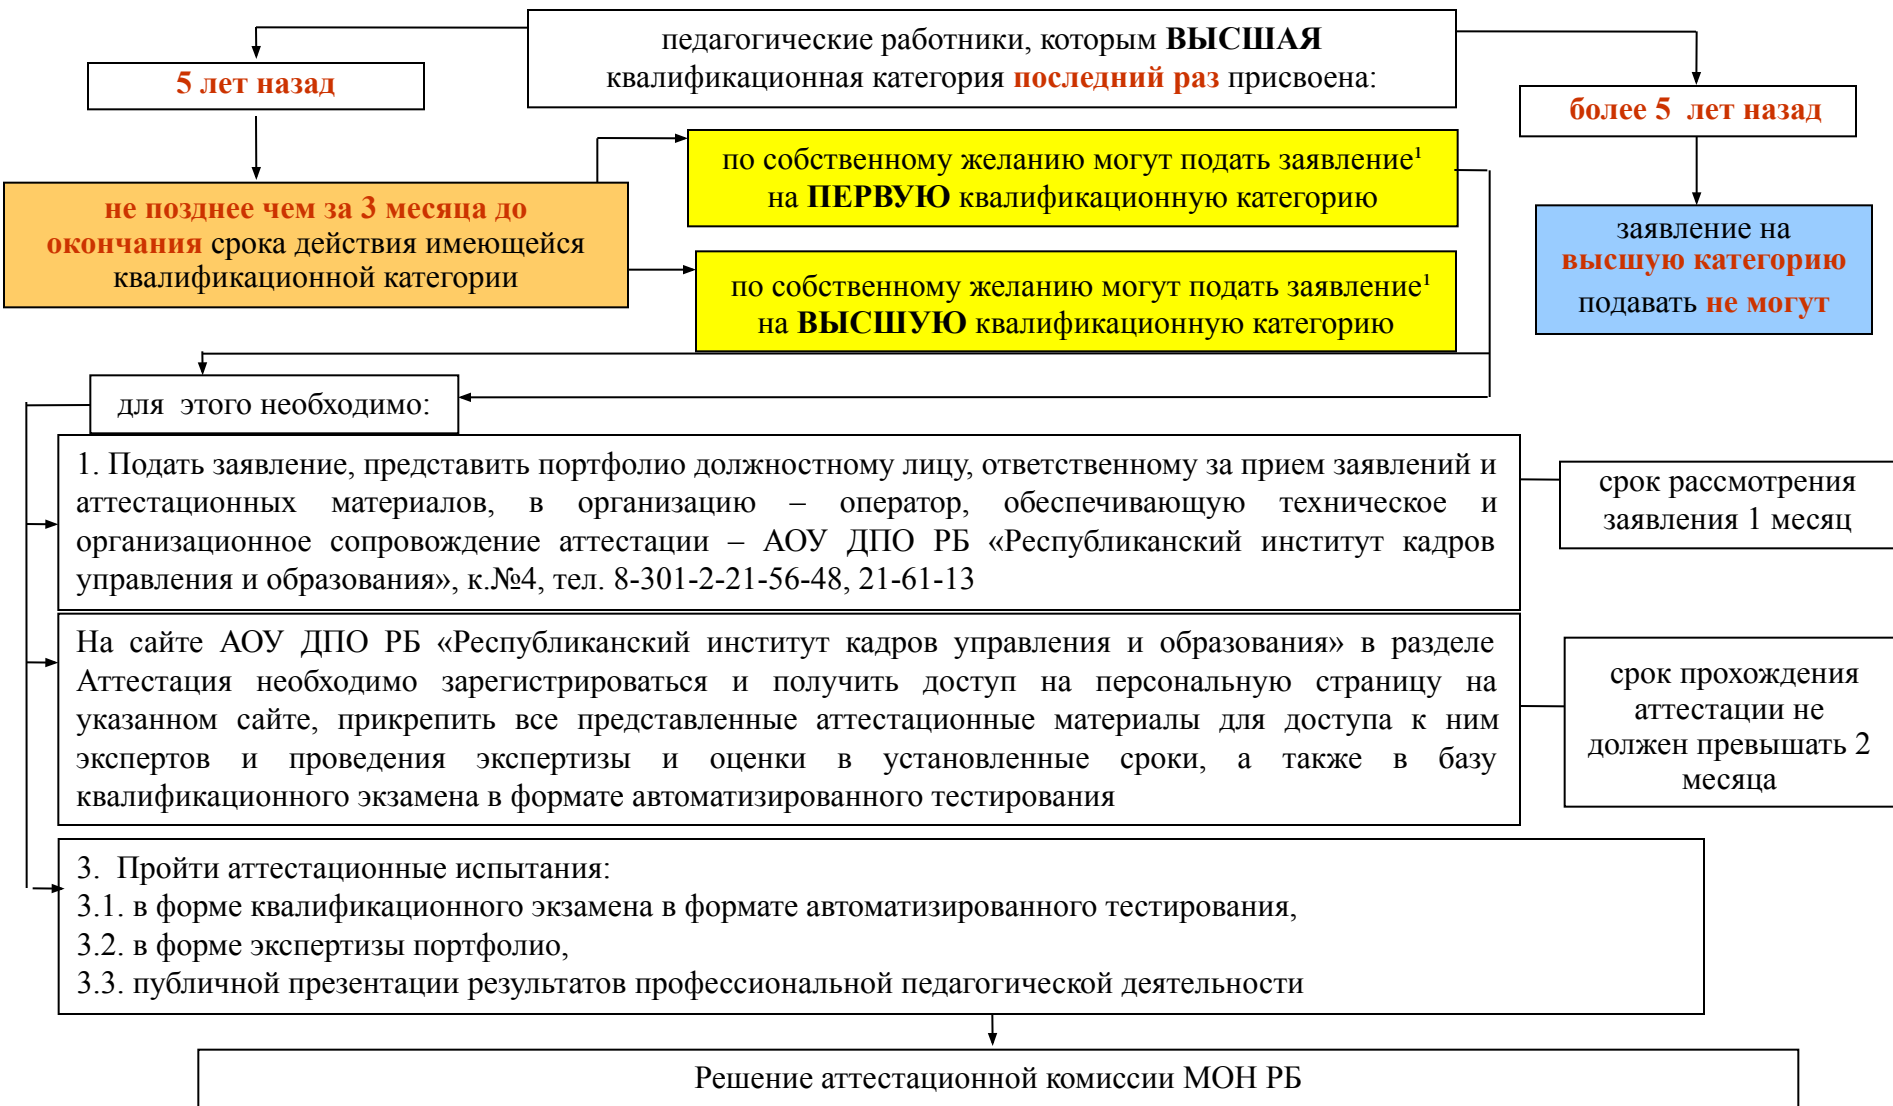 педагогические работники, которым ВЫСШАЯ
квалификационная категория последний раз присвоена:
5 лет назад
более 5 лет назад
не позднее чем за 3 месяца до
окончания срока действия имеющейся
квалификационной категории
по собственному желанию могут подать заявление¹
на ПЕРВУЮ квалификационную категорию
по собственному желанию могут подать заявление¹
на ВЫСШУЮ квалификационную категорию
заявление на
высшую категорию
подавать не могут
для этого необходимо:
1. Подать заявление, представить портфолио должностному лицу, ответственному за прием заявлений и
аттестационных материалов, в организацию – оператор, обеспечивающую техническое и
организационное сопровождение аттестации – АОУ ДПО РБ «Республиканский институт кадров
управления и образования», к.№4, тел. 8-301-2-21-56-48, 21-61-13
срок рассмотрения
заявления 1 месяц
На сайте АОУ ДПО РБ «Республиканский институт кадров управления и образования» в разделе
Аттестация необходимо зарегистрироваться и получить доступ на персональную страницу на
указанном сайте, прикрепить все представленные аттестационные материалы для доступа к ним
экспертов и проведения экспертизы и оценки в установленные сроки, а также в базу
квалификационного экзамена в формате автоматизированного тестирования
срок прохождения
аттестации не
должен превышать 2
месяца
3. Пройти аттестационные испытания:
3.1. в форме квалификационного экзамена в формате автоматизированного тестирования,
3.2. в форме экспертизы портфолио,
3.3. публичной презентации результатов профессиональной педагогической деятельности
Решение аттестационной комиссии МОН РБ